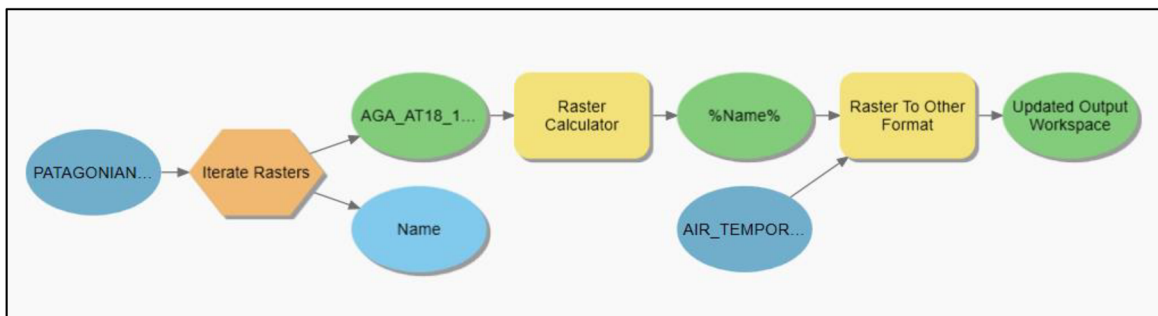 PATAGONIAN...
Iterate Rasters
AGA_AT18_1...
Name
Raster
Calculator
%Name%
AIR_TEMPOR...
Raster To Other
Format
Updated Output
Workspace